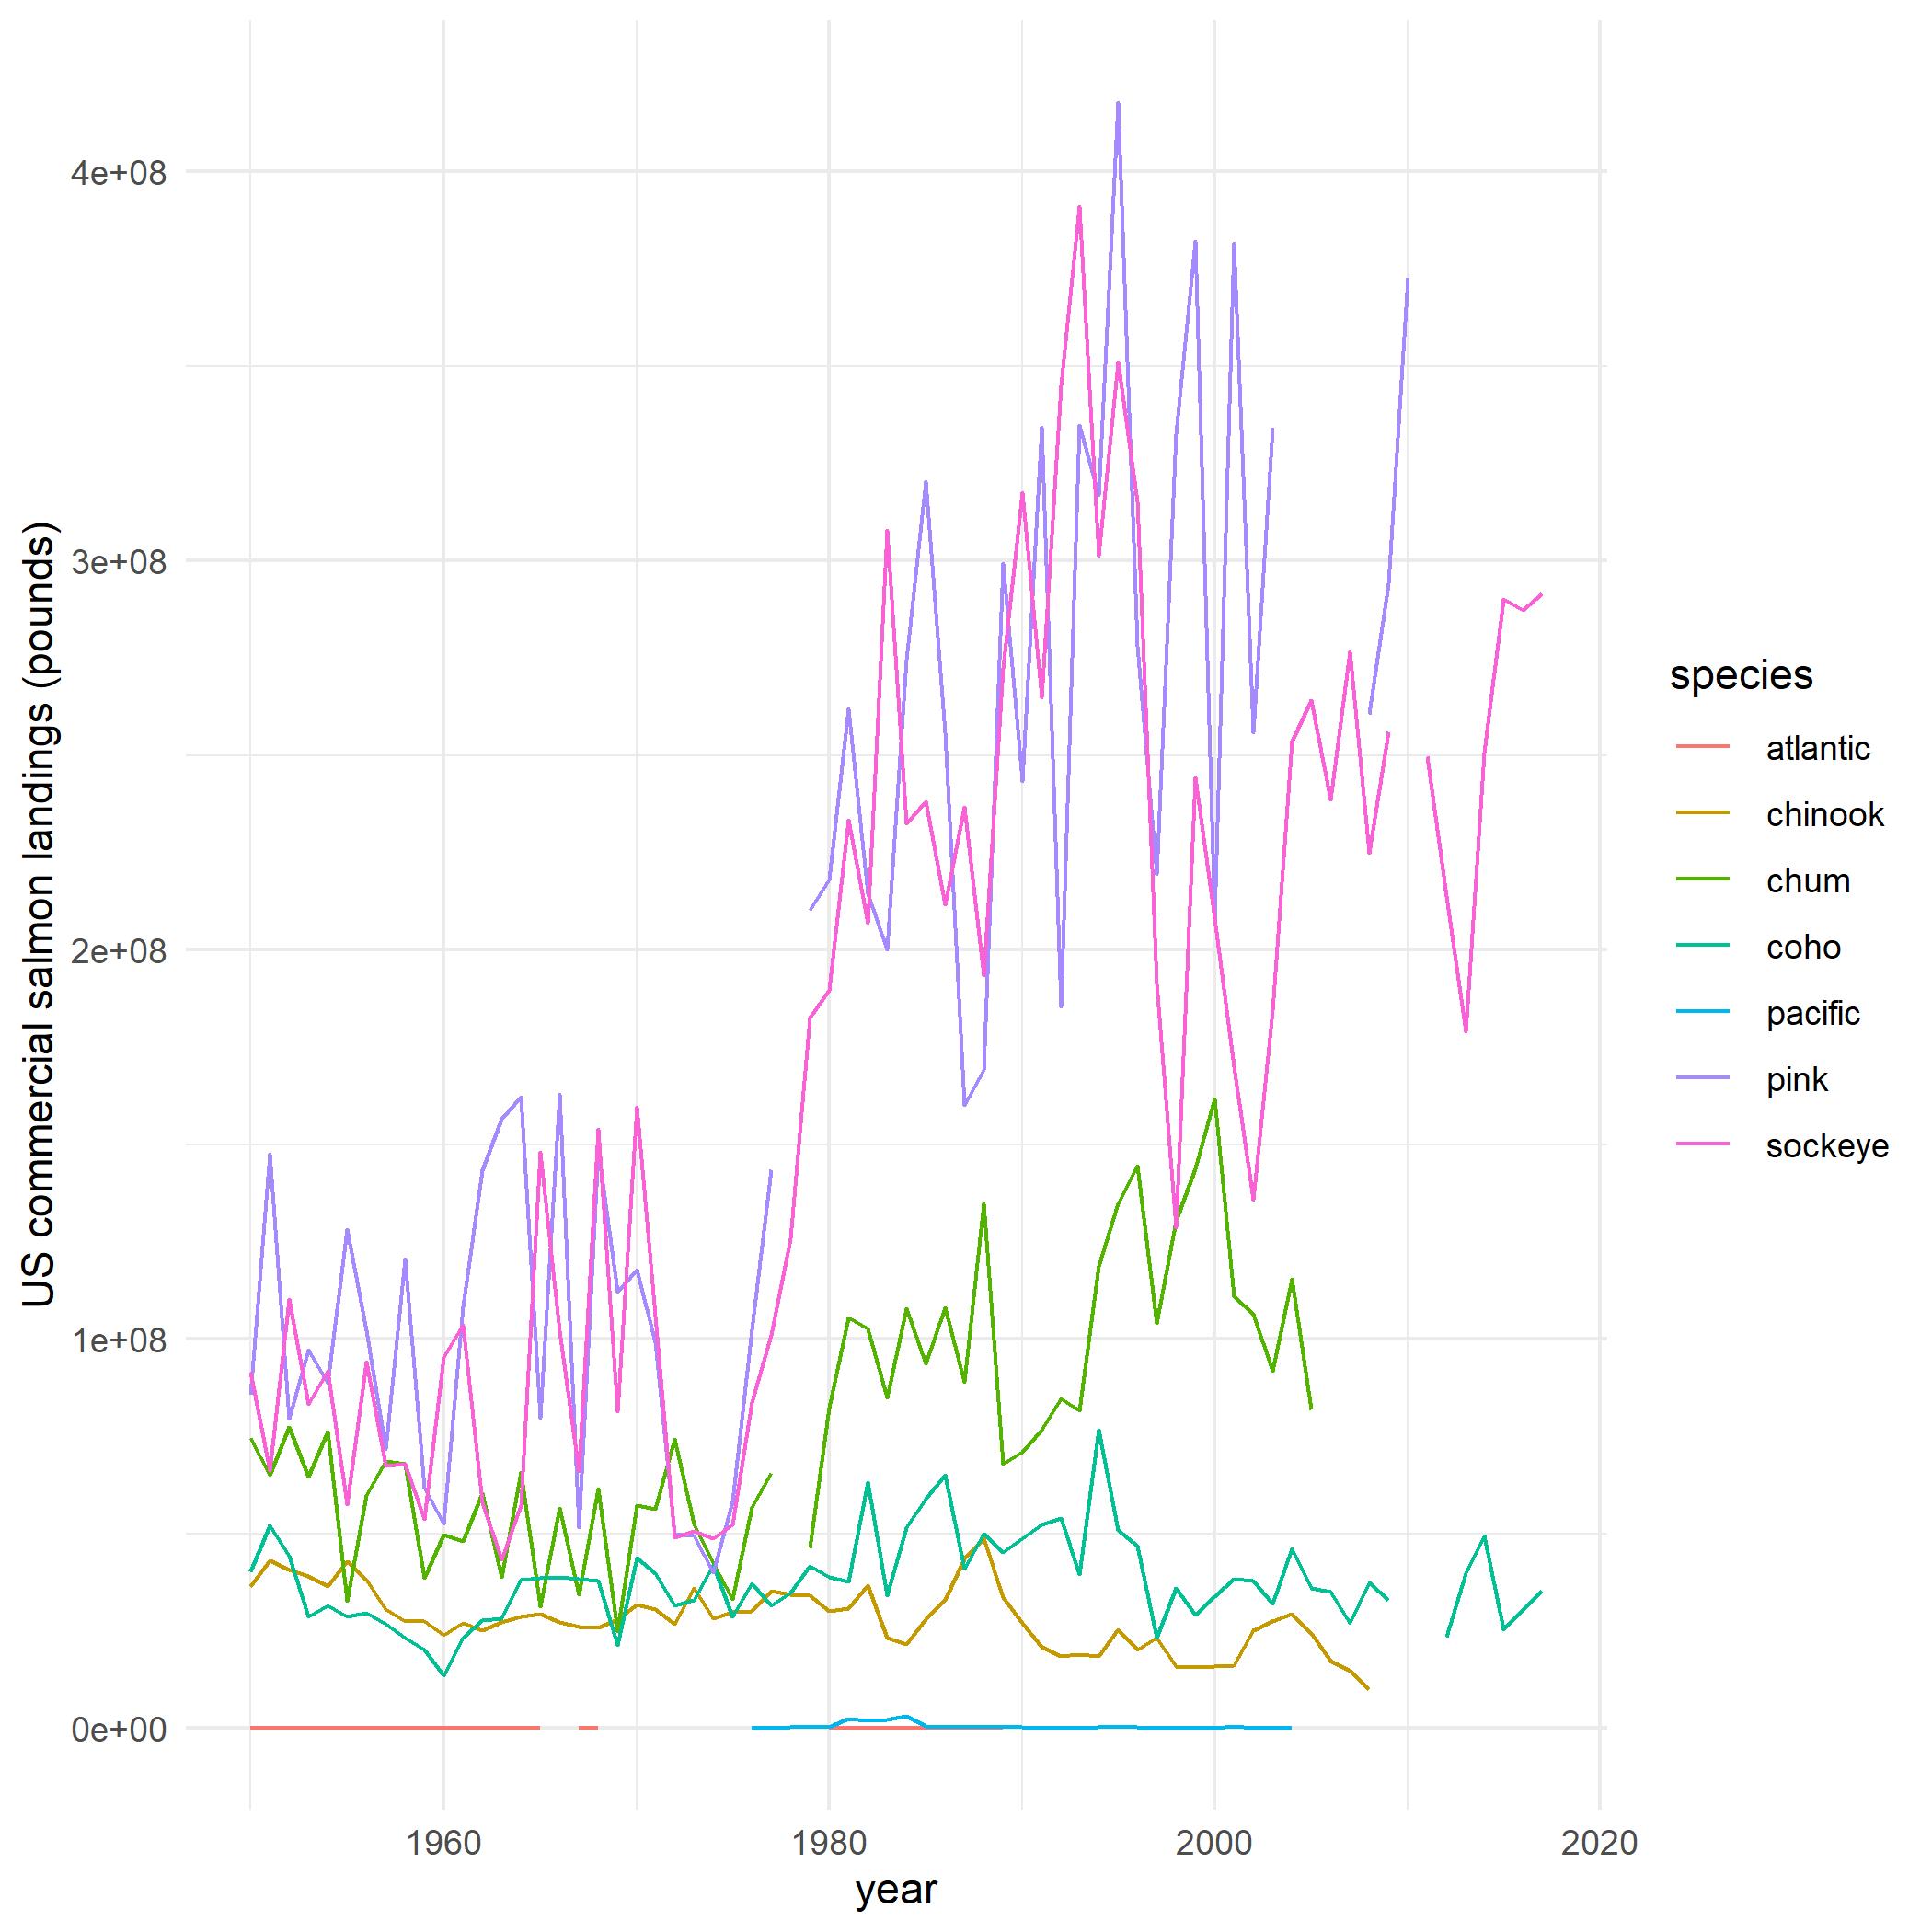 US commercial salmon landings (pounds)
4e+08
3e+08
2e+08
1e+08
0e+00
1960 1980 2000 2020
year
species
atlantic
chinook
chum
coho
pacific
pink
sockeye